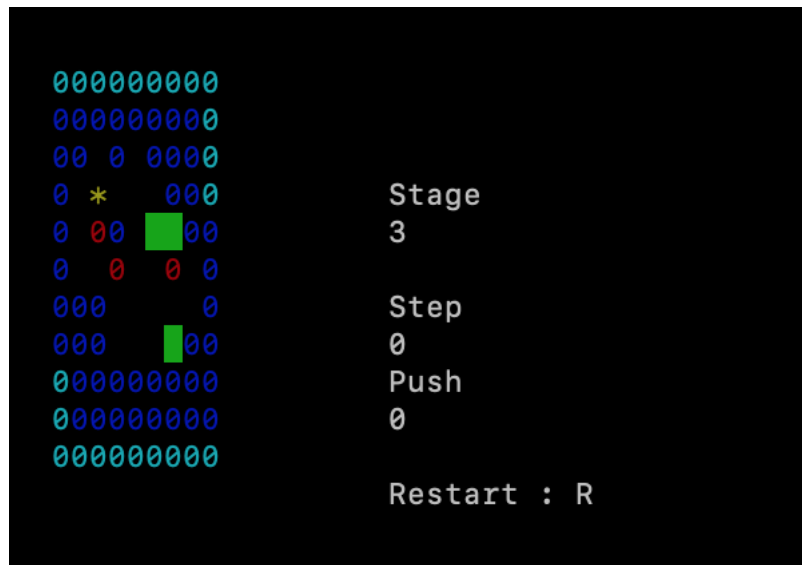 000000000
000000000
00 0 0000
0 *   000 Stage
0 00   00 3
0  0  0 0
000     0 Step
000    00 0
000000000 Push
000000000 0
000000000
Restart : R